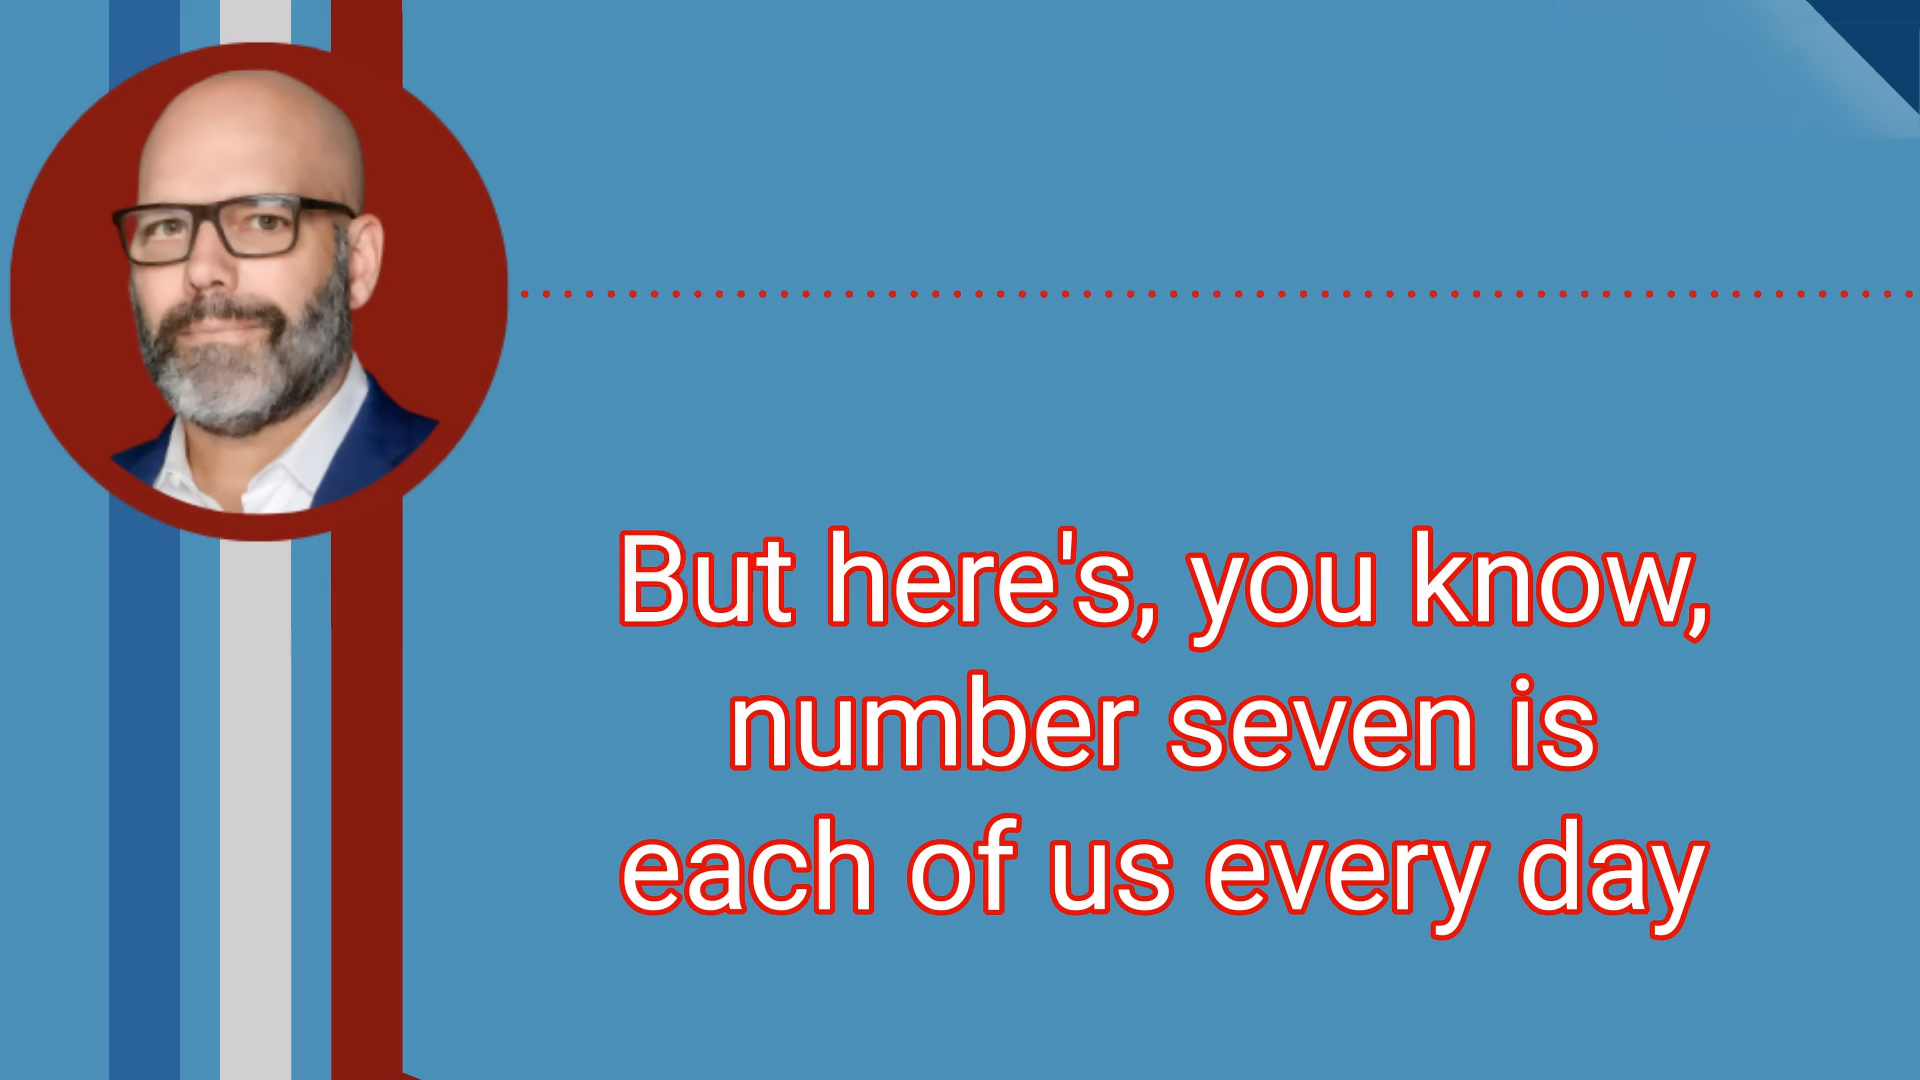 But here's, you know,
number seven is
each of us every day